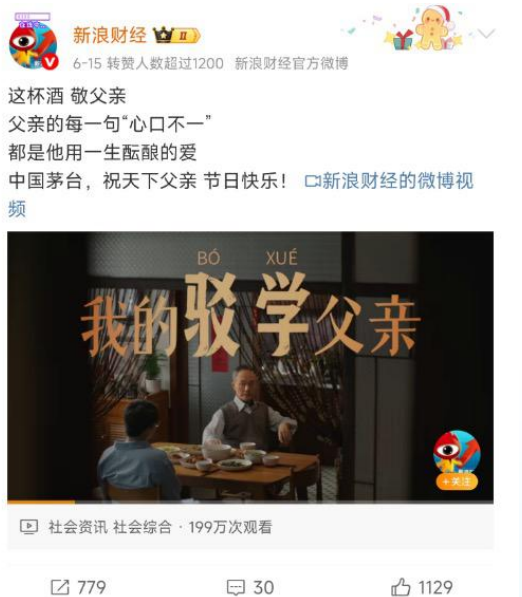 新浪财经 II
6-15 转赞人数超过1200 新浪财经官方微博
这杯酒 敬父亲
父亲的每一句“心口不一”
都是他用一生酝酿的爱
中国茅台，祝天下父亲 节日快乐！ 新浪财经的微博视
频
BÓ XUÉ
我的驳学父亲
+关注
社会资讯 社会综合 · 199万次观看
779 30 1129